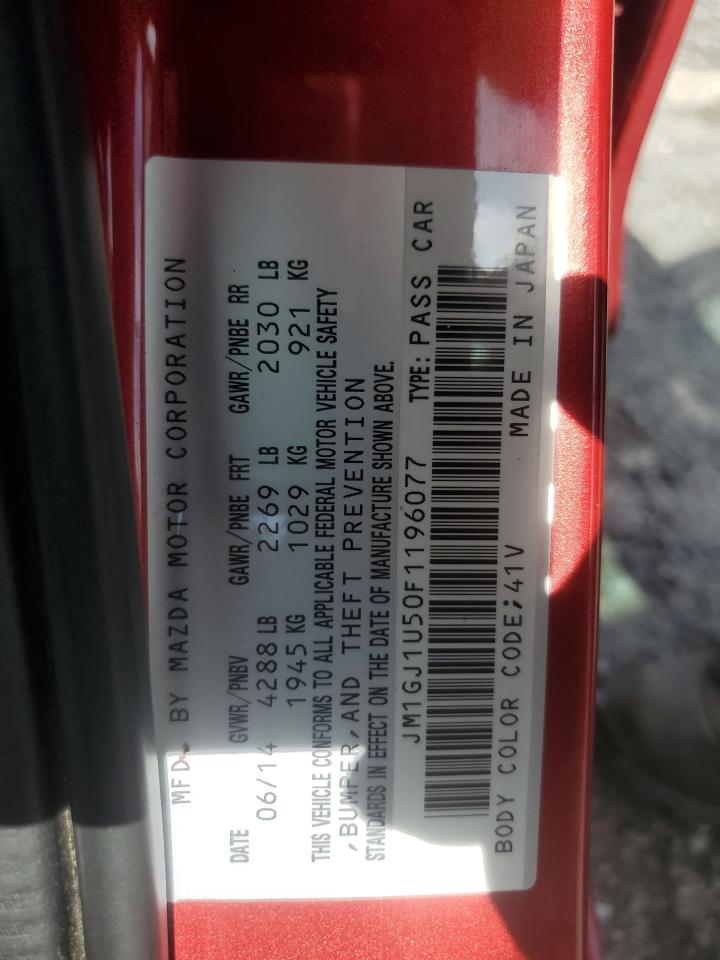 MFD. BY MAZDA MOTOR CORPORATION
DATE GVWR/PNBV GAWR/PNBE FRT GAWR/PNBE RR
06/14 4288 LB 2269 LB 2030 LB
1945 KG 1029 KG 921 KG
THIS VEHICLE CONFORMS TO ALL APPLICABLE FEDERAL MOTOR VEHICLE SAFETY
,BUMPER,AND THEFT PREVENTION
STANDARDS IN EFFECT ON THE DATE OF MANUFACTURE SHOWN ABOVE.
JM1GJ1U50F1196077 TYPE: PASS CAR
BODY COLOR CODE;41V MADE IN JAPAN